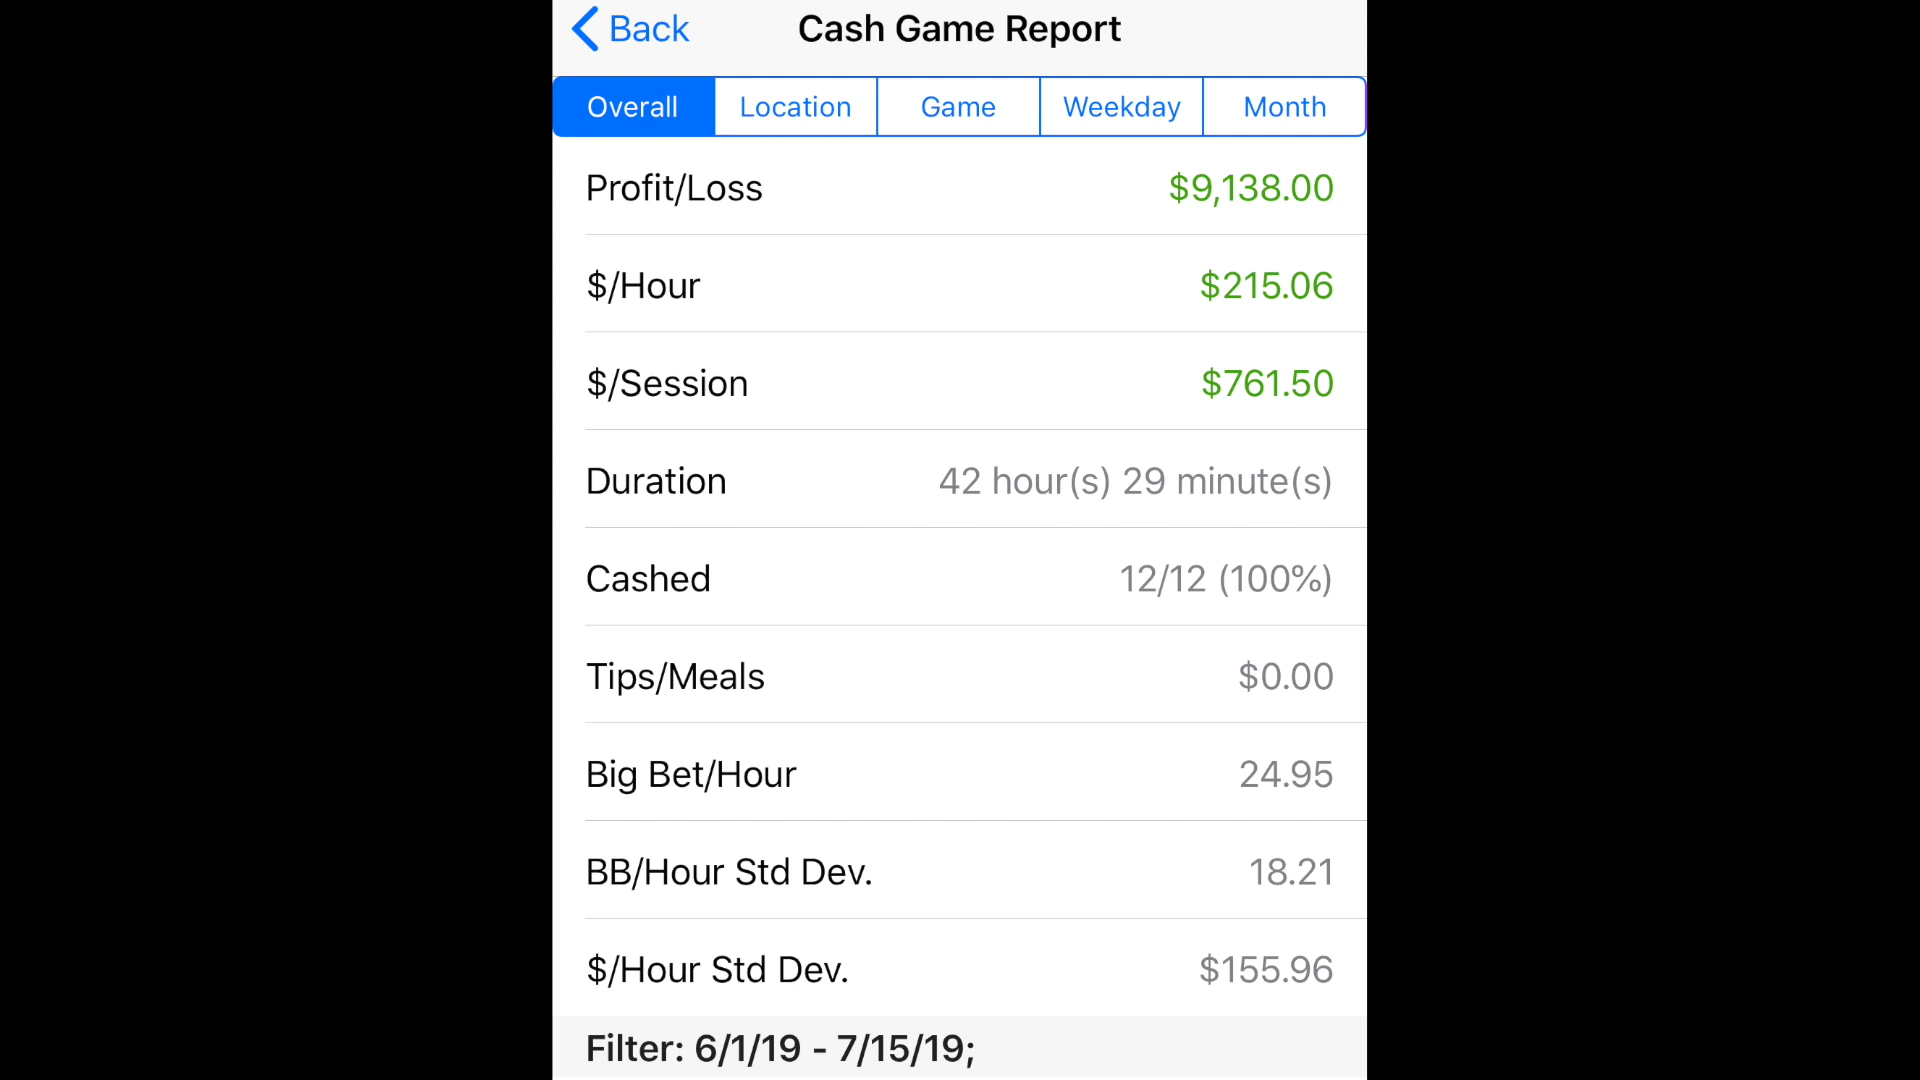 Back Cash Game Report
Overall Location Game Weekday Month
Profit/Loss $9,138.00
$/Hour $215.06
$/Session $761.50
Duration 42 hour(s) 29 minute(s)
Cashed 12/12 (100%)
Tips/Meals $0.00
Big Bet/Hour 24.95
BB/Hour Std Dev. 18.21
$/Hour Std Dev. $155.96
Filter: 6/1/19 - 7/15/19;